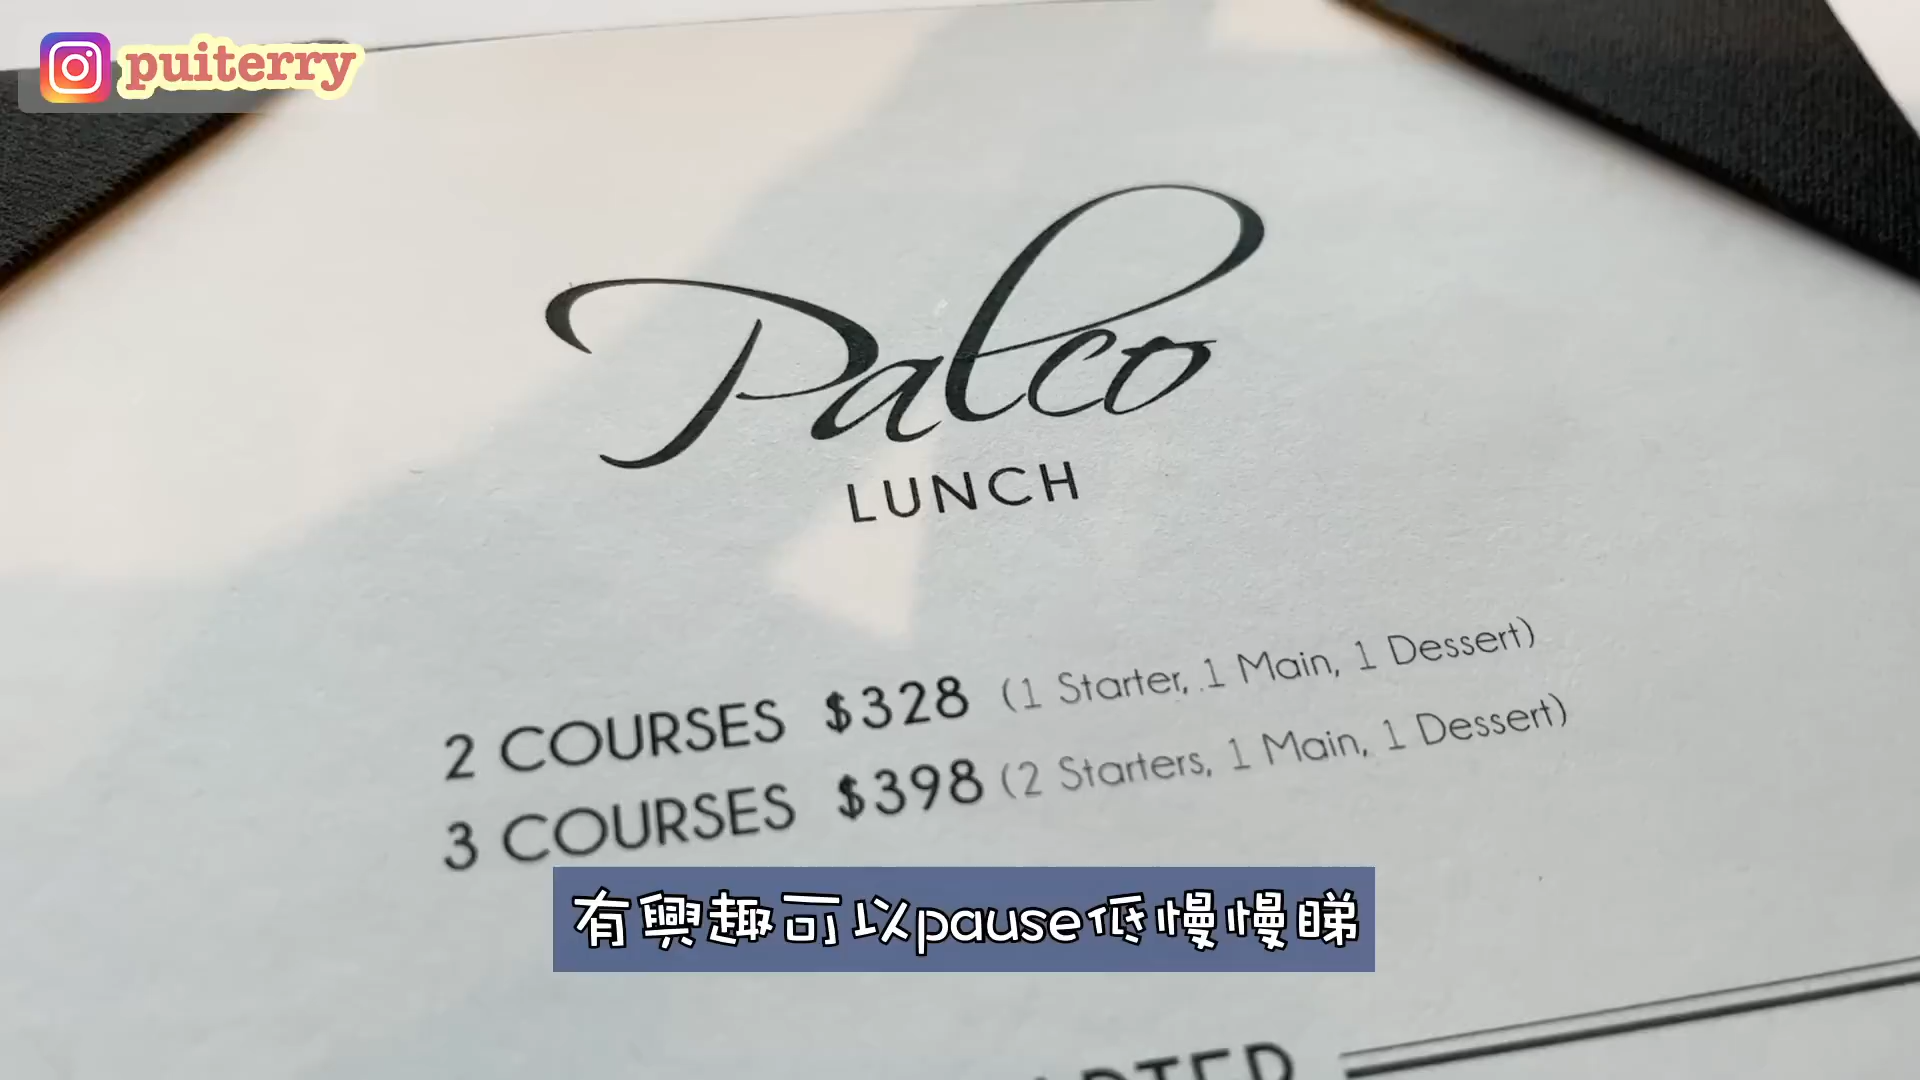 puiterry
Palco
LUNCH
2 COURSES $328 (1 Starter, 1 Main, 1 Dessert)
3 COURSES $398 (2 Starters, 1 Main, 1 Dessert)
有興趣可以pause低慢慢睇